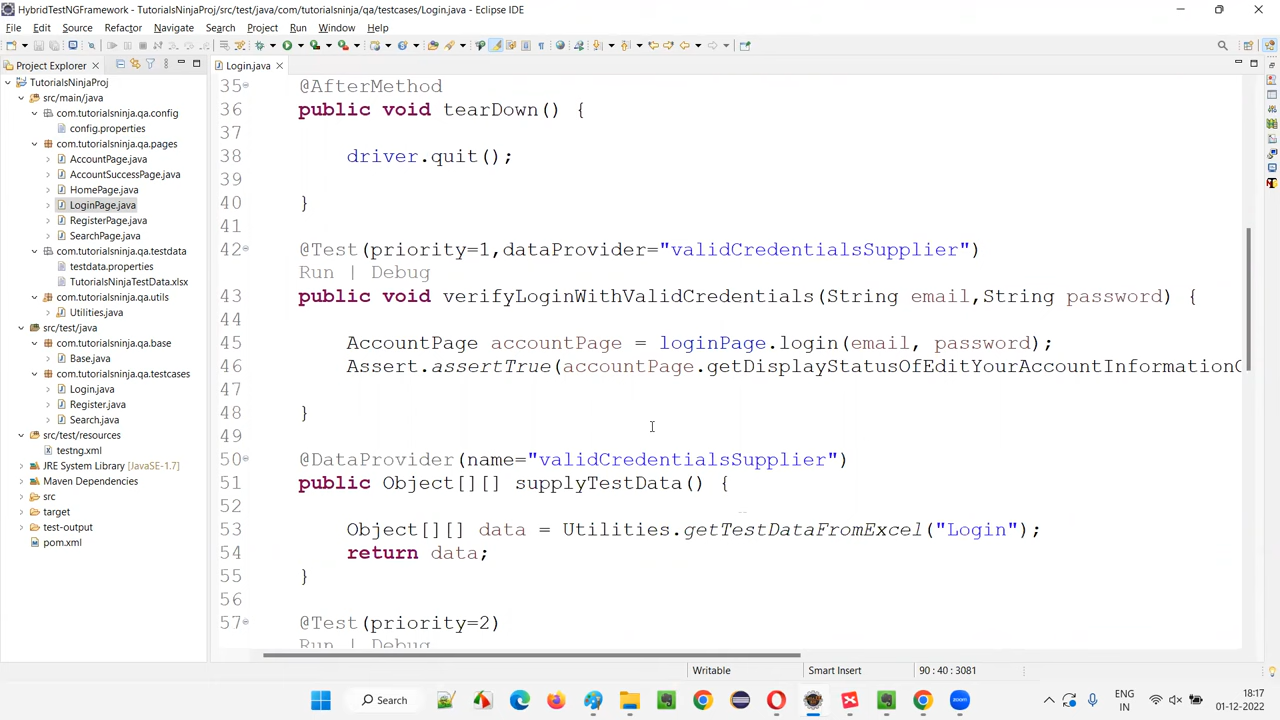 HybridTestNGFramework - TutorialsNinjaProj/src/test/java/com/tutorialsninja/qa/testcases/Login.java - Eclipse IDE
File Edit Source Refactor Navigate Search Project Run Window Help
Project Explorer
Login.java
TutorialsNinjaProj
src/main/java
com.tutorialsninja.qa.config
config.properties
com.tutorialsninja.qa.pages
AccountPage.java
AccountSuccessPage.java
HomePage.java
LoginPage.java
RegisterPage.java
SearchPage.java
com.tutorialsninja.qa.testdata
testdata.properties
TutorialsNinjaTestData.xlsx
com.tutorialsninja.qa.utils
Utilities.java
src/test/java
com.tutorialsninja.qa.base
Base.java
com.tutorialsninja.qa.testcases
Login.java
Register.java
Search.java
src/test/resources
testng.xml
JRE System Library [JavaSE-1.7]
Maven Dependencies
src
target
test-output
pom.xml
35 @AfterMethod
36 public void tearDown() {
37
38 driver.quit();
39
40 }
41
42 @Test(priority=1,dataProvider="validCredentialsSupplier")
Run | Debug
43 public void verifyLoginWithValidCredentials(String email,String password) {
44
45 AccountPage accountPage = loginPage.login(email, password);
46 Assert.assertTrue(accountPage.getDisplayStatusOfEditYourAccountInformationO
47
48 }
49
50 @DataProvider(name="validCredentialsSupplier")
51 public Object[][] supplyTestData() {
52
53 Object[][] data = Utilities.getTestDataFromExcel("Login");
54 return data;
55 }
56
57 @Test(priority=2)
Run | Debug
Writable Smart Insert 90 : 40 : 3081
Search
ENG
IN
18:17
01-12-2022